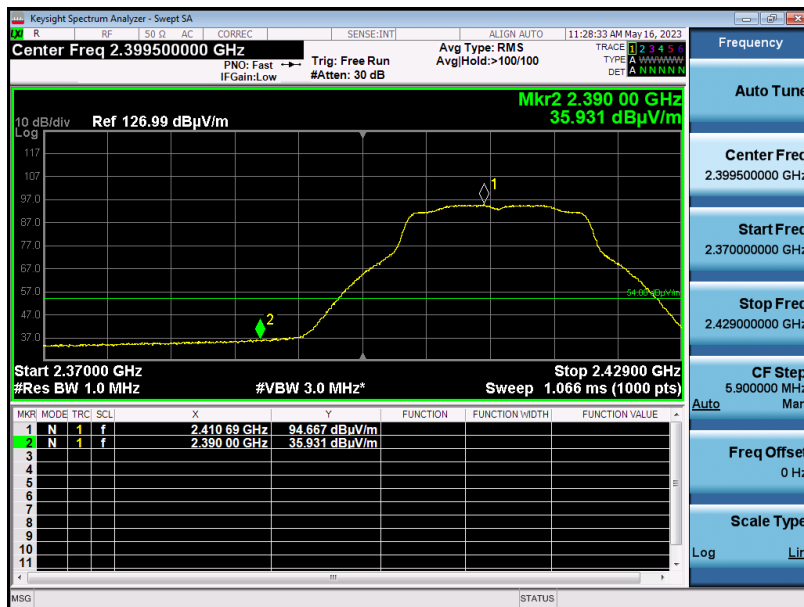 Keysight Spectrum Analyzer - Swept SA
LXI R RF 50 Ω AC CORREC SENSE:INT ALIGN AUTO 11:28:33 AM May 16, 2023
Center Freq 2.399500000 GHz
PNO: Fast
IFGain:Low
Trig: Free Run
#Atten: 30 dB
Avg Type: RMS
Avg|Hold:>100/100
TRACE 1 2 3 4 5 6
TYPE A WWWWW
DET A N N N N N
Mkr2 2.390 00 GHz
35.931 dBµV/m
10 dB/div Ref 126.99 dBµV/m
Log
117
107
97.0
87.0
77.0
67.0
57.0
47.0
37.0
1
2
54.00 dBµV/m
Start 2.37000 GHz Stop 2.42900 GHz
#Res BW 1.0 MHz #VBW 3.0 MHz* Sweep 1.066 ms (1000 pts)
MKR MODE TRC SCL X Y FUNCTION FUNCTION WIDTH FUNCTION VALUE
1 N 1 f 2.410 69 GHz 94.667 dBµV/m
2 N 1 f 2.390 00 GHz 35.931 dBµV/m
3
4
5
6
7
8
9
10
11
MSG STATUS
Frequency
Auto Tune
Center Freq
2.399500000 GHz
Start Freq
2.370000000 GHz
Stop Freq
2.429000000 GHz
CF Step
5.900000 MHz
Auto Man
Freq Offset
0 Hz
Scale Type
Log Lin